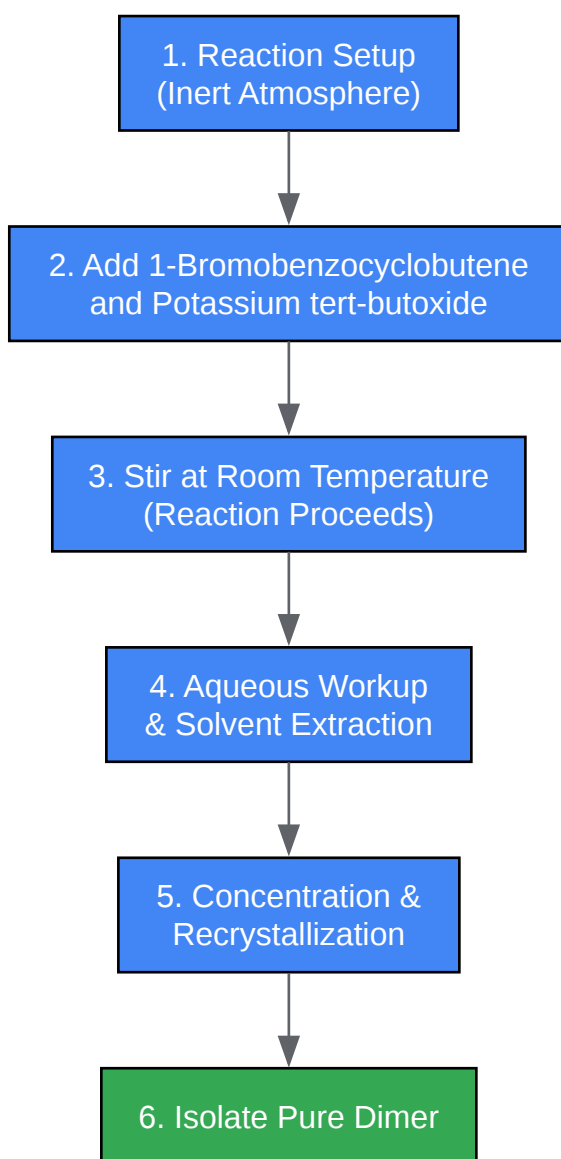 1. Reaction Setup
(Inert Atmosphere)
2. Add 1-Bromobenzocyclobutene
and Potassium tert-butoxide
3. Stir at Room Temperature
(Reaction Proceeds)
4. Aqueous Workup
& Solvent Extraction
5. Concentration &
Recrystallization
6. Isolate Pure Dimer